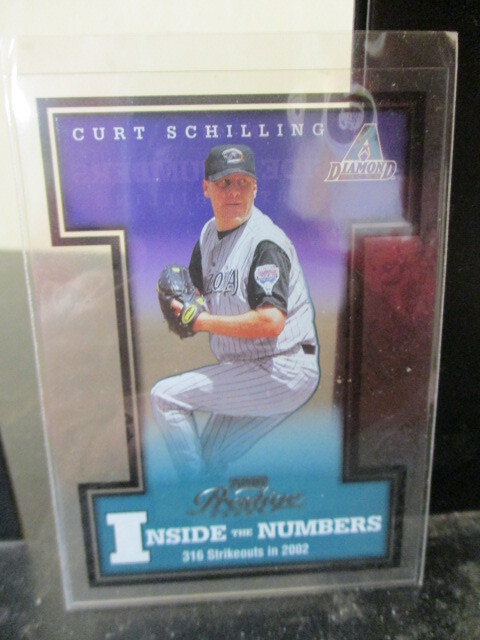 CURT SCHILLING
A
DIAMOND
Prestige
INSIDE THE NUMBERS
316 Strikeouts in 2002